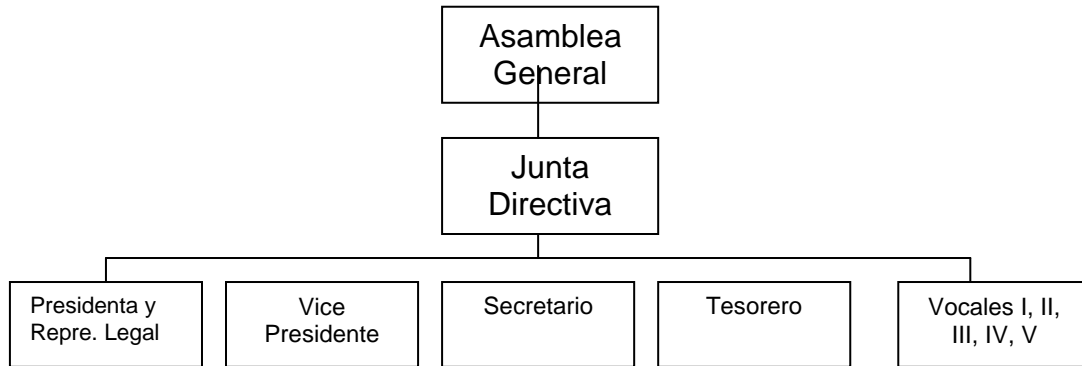 Asamblea
General
Junta
Directiva
Presidenta y
Repre. Legal
Vice
Presidente
Secretario
Tesorero
Vocales I, II,
III, IV, V